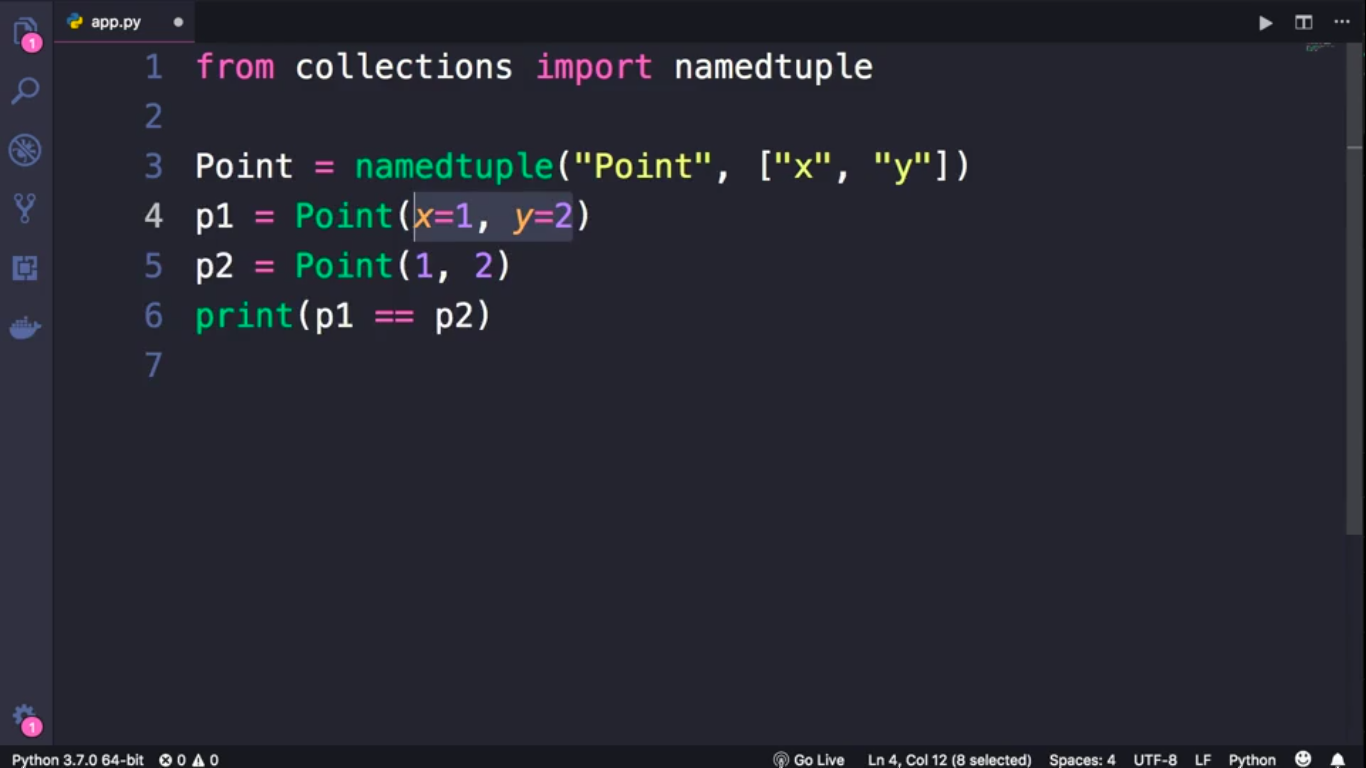 app.py
1 from collections import namedtuple
2
3 Point = namedtuple("Point", ["x", "y"])
4 p1 = Point(x=1, y=2)
5 p2 = Point(1, 2)
6 print(p1 == p2)
7
1
1
Python 3.7.0 64-bit 0 0 Go Live Ln 4, Col 12 (8 selected) Spaces: 4 UTF-8 LF Python